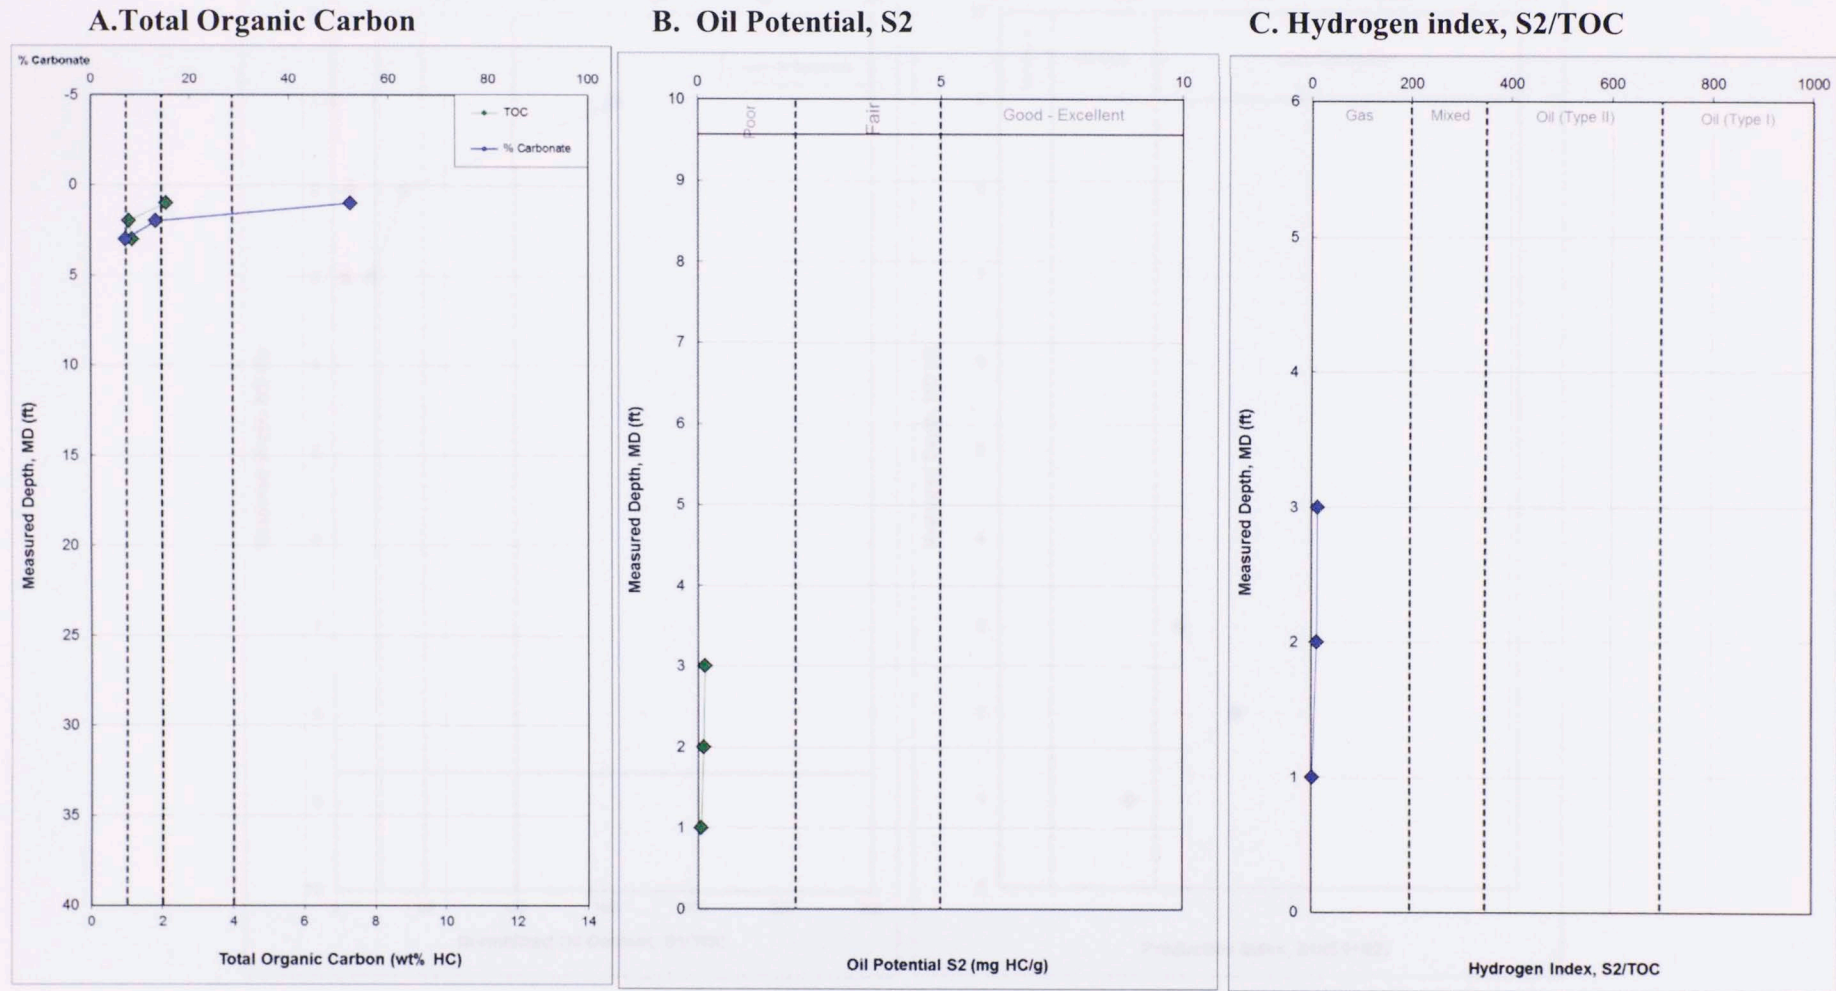 A.Total Organic Carbon
% Carbonate
0 20 40 60 80 100
TOC
% Carbonate
-5
0
5
10
15
20
25
30
35
40
Measured Depth, MD (ft)
0 2 4 6 8 10 12 14
Total Organic Carbon (wt% HC)
B. Oil Potential, S2
0 5 10
Poor Fair Good - Excellent
10
9
8
7
6
5
4
3
2
1
0
Measured Depth, MD (ft)
Oil Potential S2 (mg HC/g)
C. Hydrogen index, S2/TOC
0 200 400 600 800 1000
Gas Mixed Oil (Type II) Oil (Type I)
6
5
4
3
2
1
0
Measured Depth, MD (ft)
Hydrogen Index, S2/TOC